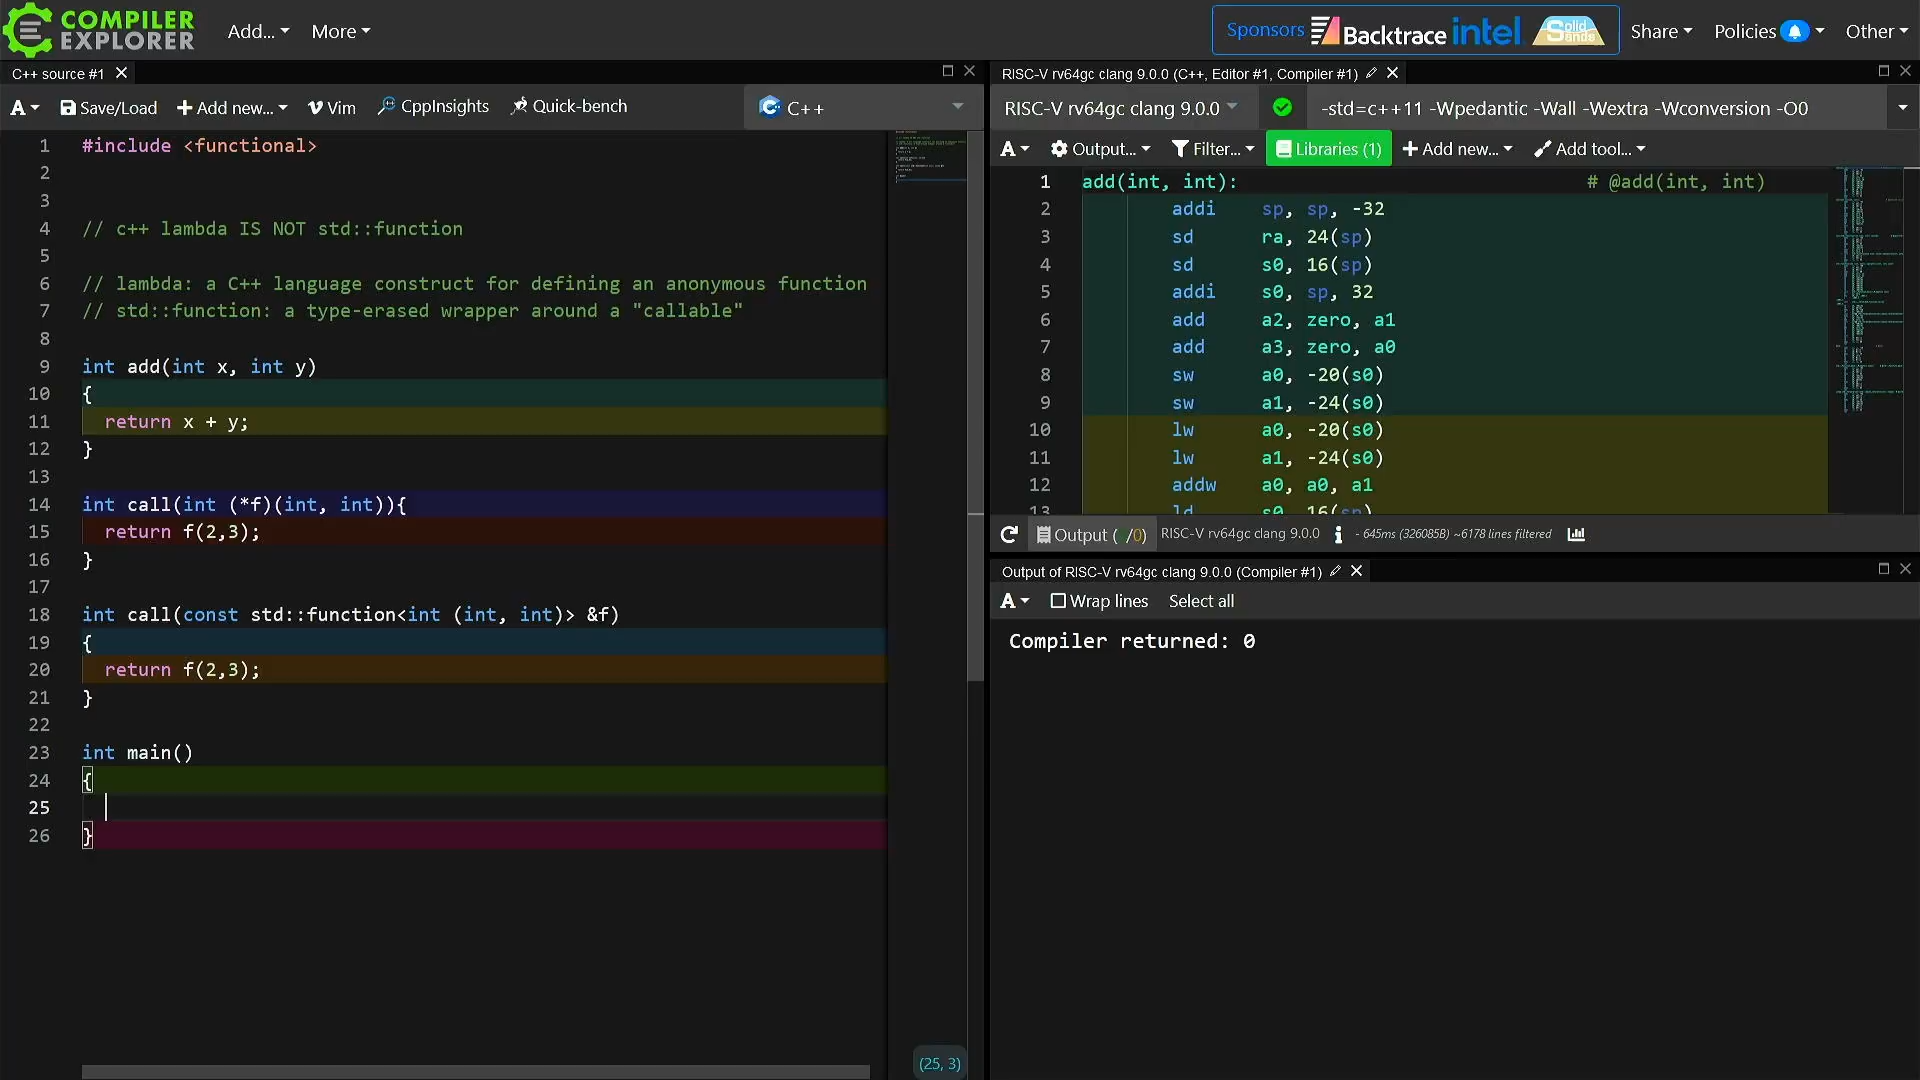 COMPILER
EXPLORER
Add...
More
Sponsors
Backtrace
intel
Solid
Sands
Share
Policies
Other
C++ source #1
A
Save/Load
Add new...
Vim
CppInsights
Quick-bench
C++
1 #include <functional>
2
3
4 // c++ lambda IS NOT std::function
5
6 // lambda: a C++ language construct for defining an anonymous function
7 // std::function: a type-erased wrapper around a "callable"
8
9 int add(int x, int y)
10 {
11 return x + y;
12 }
13
14 int call(int (*f)(int, int)){
15 return f(2,3);
16 }
17
18 int call(const std::function<int (int, int)> &f)
19 {
20 return f(2,3);
21 }
22
23 int main()
24 {
25
26 }
(25, 3)
RISC-V rv64gc clang 9.0.0 (C++, Editor #1, Compiler #1)
RISC-V rv64gc clang 9.0.0
-std=c++11 -Wpedantic -Wall -Wextra -Wconversion -O0
A
Output...
Filter...
Libraries (1)
Add new...
Add tool...
1 add(int, int): # @add(int, int)
2 addi sp, sp, -32
3 sd ra, 24(sp)
4 sd s0, 16(sp)
5 addi s0, sp, 32
6 add a2, zero, a1
7 add a3, zero, a0
8 sw a0, -20(s0)
9 sw a1, -24(s0)
10 lw a0, -20(s0)
11 lw a1, -24(s0)
12 addw a0, a0, a1
13 ld s0, 16(sp)
Output ( /0) RISC-V rv64gc clang 9.0.0 i - 645ms (326085B) ~6178 lines filtered
Output of RISC-V rv64gc clang 9.0.0 (Compiler #1)
A
Wrap lines
Select all
Compiler returned: 0